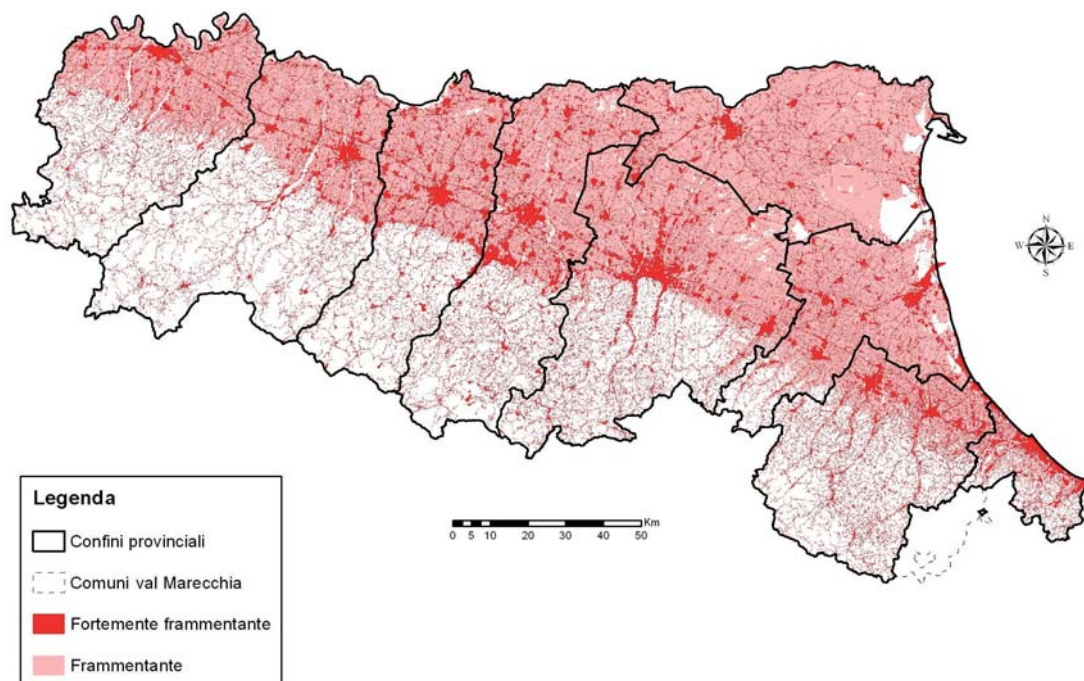 N
W E
S
Legenda
Confini provinciali
Comuni val Marecchia
Fortemente frammentante
Frammentante
Km
0 5 10 20 30 40 50